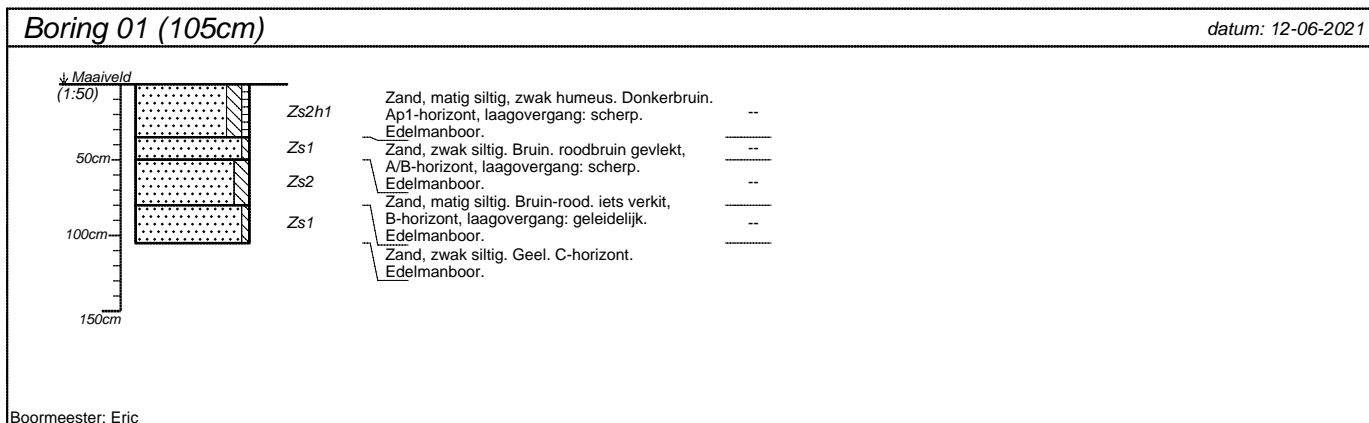 Boring 01 (105cm)
datum: 12-06-2021
Maaiveld
(1:50)
50cm
100cm
150cm
Zs2h1
Zs1
Zs2
Zs1
Zand, matig siltig, zwak humeus. Donkerbruin.
Ap1-horizont, laagovergang: scherp.
Edelmanboor.
Zand, zwak siltig. Bruin. roodbruin gevlekt,
A/B-horizont, laagovergang: scherp.
Edelmanboor.
Zand, matig siltig. Bruin-rood. iets verkit,
B-horizont, laagovergang: geleidelijk.
Edelmanboor.
Zand, zwak siltig. Geel. C-horizont.
Edelmanboor.
--
--
--
--
Boormeester: Eric